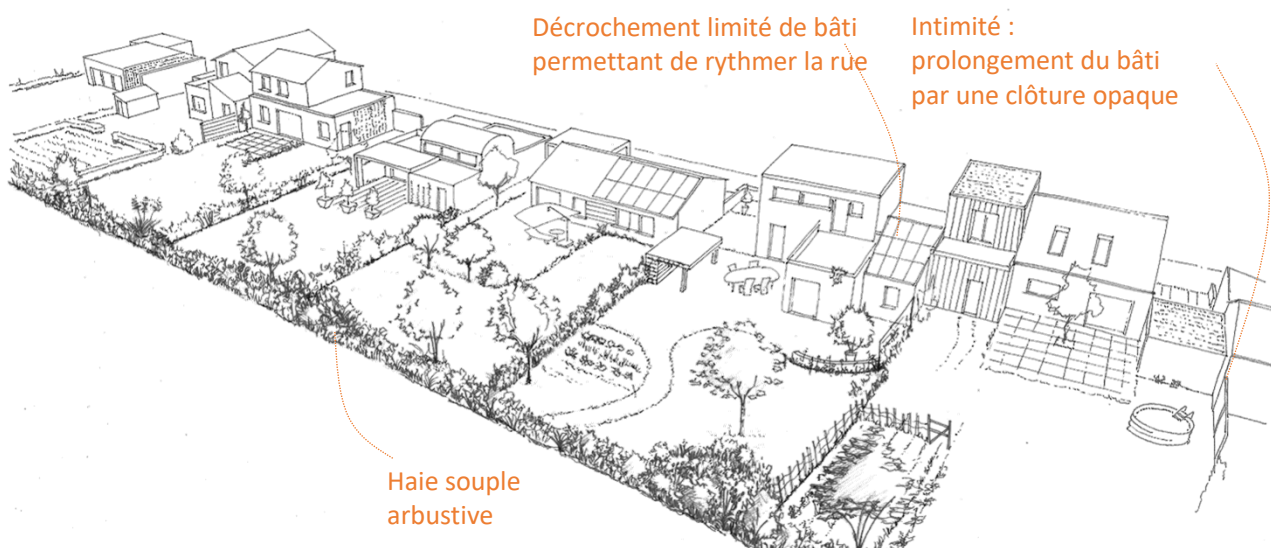 Décrochement limité de bâti
permettant de rythmer la rue
Intimité :
prolongement du bâti
par une clôture opaque
Haie souple
arbustive